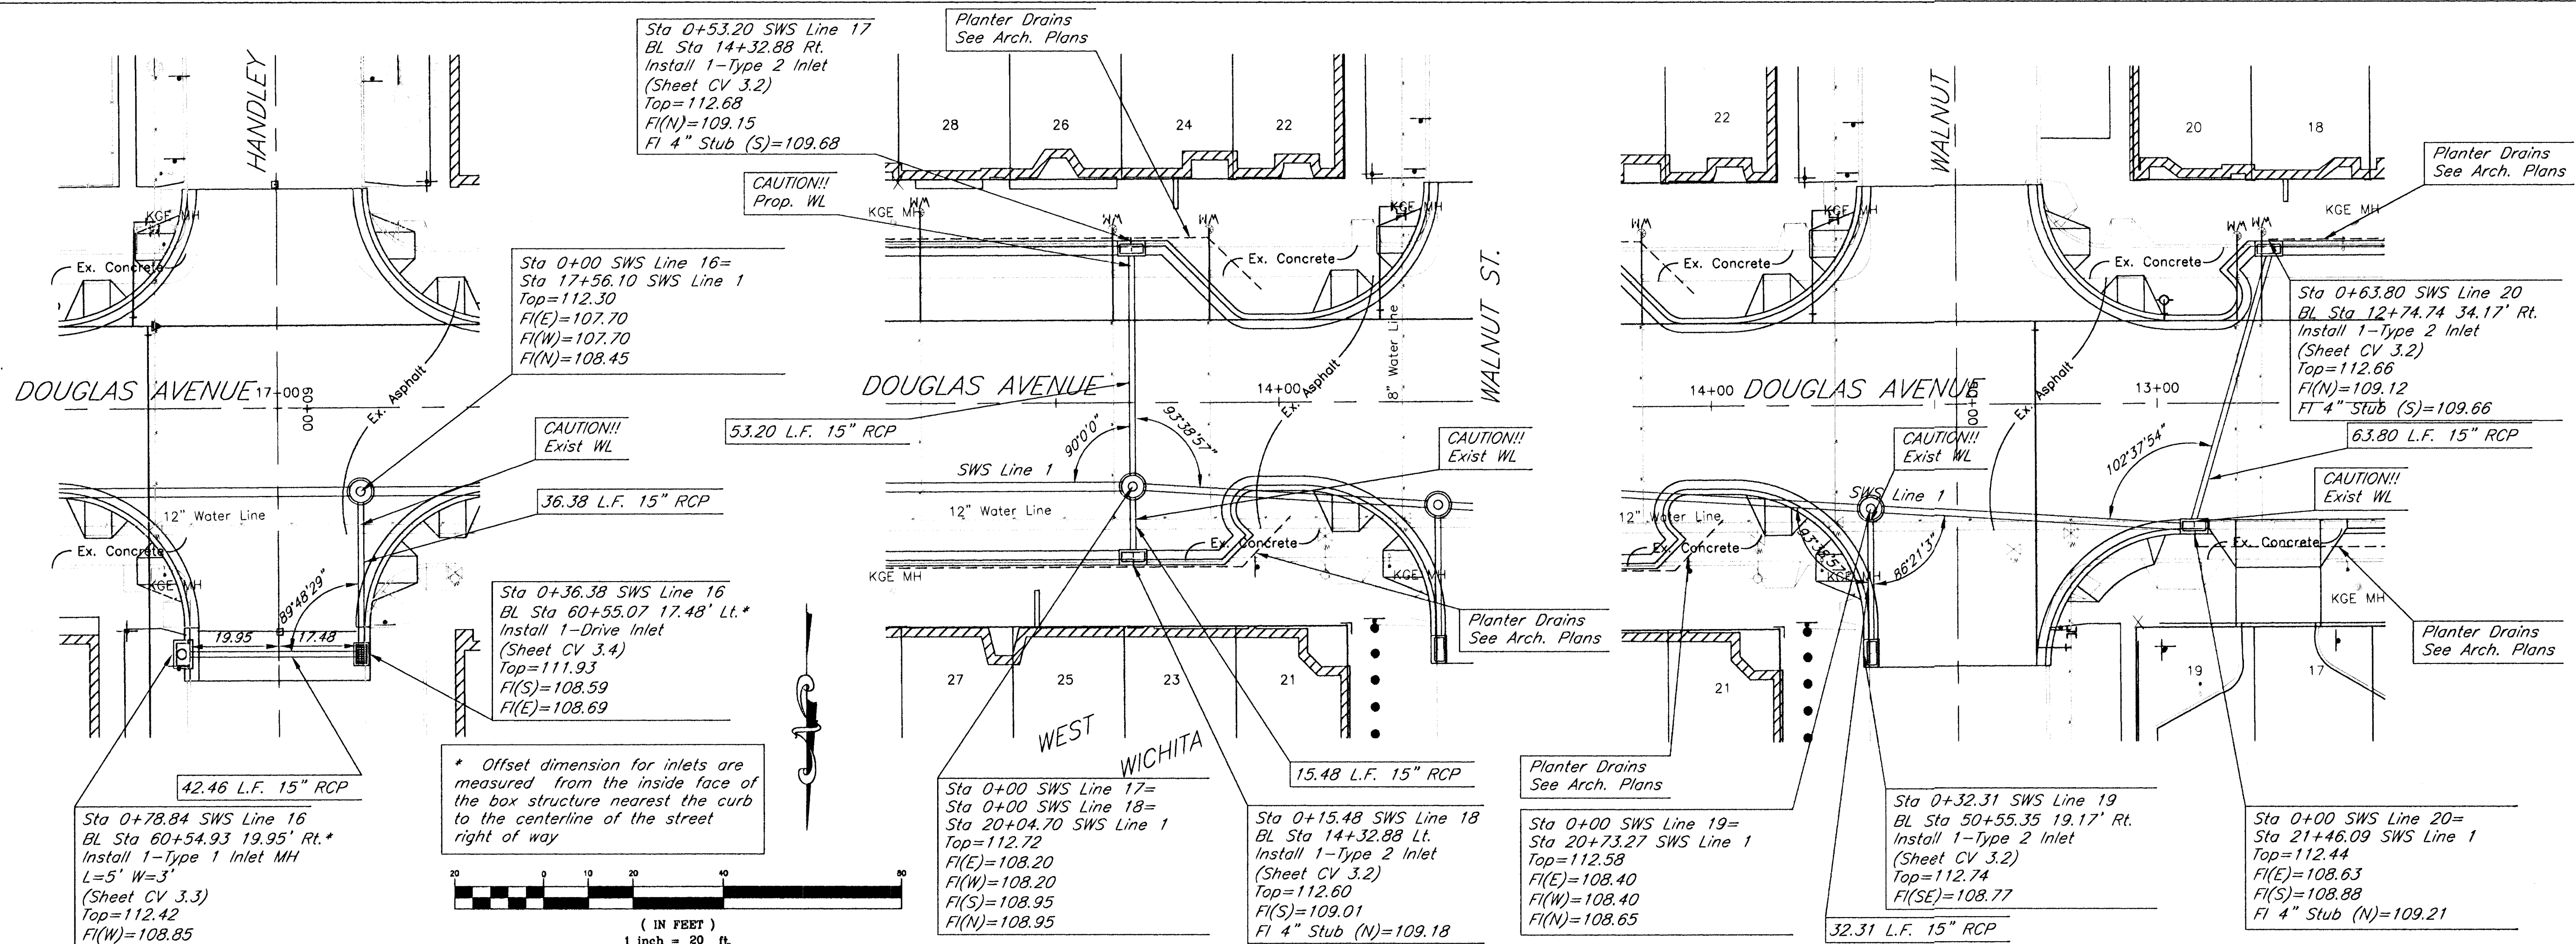 HANDLEY
KGE MH
Ex. Concrete
Sta 0+00 SWS Line 16=
Sta 17+56.10 SWS Line 1
Top=112.30
Fl(E)=107.70
Fl(W)=107.70
Fl(N)=108.45
DOUGLAS AVENUE
17+00
60+00
Ex. Asphalt
CAUTION!!
Exist WL
36.38 L.F. 15" RCP
12" Water Line
Ex. Concrete
KGE MH
89°48'29"
19.95
17.48
Sta 0+36.38 SWS Line 16
BL Sta 60+55.07 17.48' Lt.*
Install 1-Drive Inlet
(Sheet CV 3.4)
Top=111.93
Fl(S)=108.59
Fl(E)=108.69
42.46 L.F. 15" RCP
Sta 0+78.84 SWS Line 16
BL Sta 60+54.93 19.95' Rt.*
Install 1-Type 1 Inlet MH
L=5' W=3'
(Sheet CV 3.3)
Top=112.42
Fl(W)=108.85
* Offset dimension for inlets are
measured from the inside face of
the box structure nearest the curb
to the centerline of the street
right of way
20 0 10 20 40 80
( IN FEET )
1 inch = 20 ft.
Sta 0+53.20 SWS Line 17
BL Sta 14+32.88 Rt.
Install 1-Type 2 Inlet
(Sheet CV 3.2)
Top=112.68
Fl(N)=109.15
Fl 4" Stub (S)=109.68
Planter Drains
See Arch. Plans
CAUTION!!
Prop. WL
28
26
24
22
KGE MH
WM
WM
WM
KGE MH
Ex. Concrete
8" Water Line
WALNUT ST.
DOUGLAS AVENUE
14+00
Ex. Asphalt
53.20 L.F. 15" RCP
90°0'0"
93°38'57"
SWS Line 1
CAUTION!!
Exist WL
12" Water Line
Ex. Concrete
KGE MH
KGE MH
Planter Drains
See Arch. Plans
27
25
23
21
WEST
WICHITA
15.48 L.F. 15" RCP
Sta 0+00 SWS Line 17=
Sta 0+00 SWS Line 18=
Sta 20+04.70 SWS Line 1
Top=112.72
Fl(E)=108.20
Fl(W)=108.20
Fl(S)=108.95
Fl(N)=108.95
Sta 0+15.48 SWS Line 18
BL Sta 14+32.88 Lt.
Install 1-Type 2 Inlet
(Sheet CV 3.2)
Top=112.60
Fl(S)=109.01
Fl 4" Stub (N)=109.18
22
WALNUT
20
18
Planter Drains
See Arch. Plans
WM
KGE MH
WM
WM
KGE MH
Ex. Concrete
Ex. Concrete
Sta 0+63.80 SWS Line 20
BL Sta 12+74.74 34.17' Rt.
Install 1-Type 2 Inlet
(Sheet CV 3.2)
Top=112.66
Fl(N)=109.12
Fl 4" Stub (S)=109.66
14+00
DOUGLAS AVENUE
50+00
Ex. Asphalt
13+00
63.80 L.F. 15" RCP
CAUTION!!
Exist WL
102°37'54"
CAUTION!!
Exist WL
SWS Line 1
12" Water Line
Ex. Concrete
93°38'57"
86°21'3"
KGE MH
Ex. Concrete
KGE MH
Planter Drains
See Arch. Plans
21
19
17
Planter Drains
See Arch. Plans
Sta 0+00 SWS Line 19=
Sta 20+73.27 SWS Line 1
Top=112.58
Fl(E)=108.40
Fl(W)=108.40
Fl(N)=108.65
Sta 0+32.31 SWS Line 19
BL Sta 50+55.35 19.17' Rt.
Install 1-Type 2 Inlet
(Sheet CV 3.2)
Top=112.74
Fl(SE)=108.77
32.31 L.F. 15" RCP
Sta 0+00 SWS Line 20=
Sta 21+46.09 SWS Line 1
Top=112.44
Fl(E)=108.63
Fl(S)=108.88
Fl 4" Stub (N)=109.21